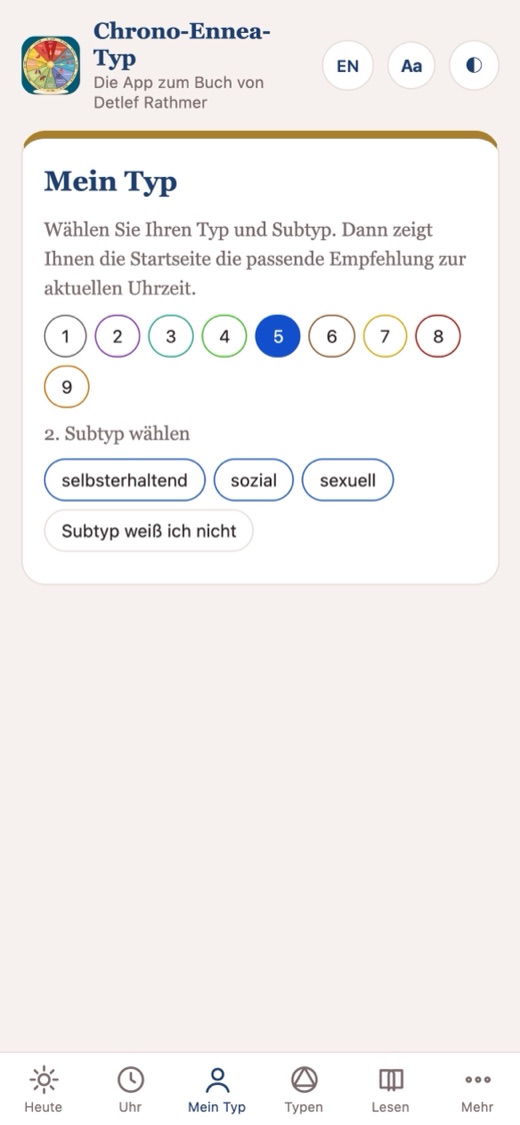 Chrono-Ennea-
Typ
Die App zum Buch von
Detlef Rathmer
EN
Aa
Mein Typ
Wählen Sie Ihren Typ und Subtyp. Dann zeigt
Ihnen die Startseite die passende Empfehlung zur
aktuellen Uhrzeit.
1 2 3 4 5 6 7 8
9
2. Subtyp wählen
selbsterhaltend sozial sexuell
Subtyp weiß ich nicht
Heute Uhr Mein Typ Typen Lesen Mehr